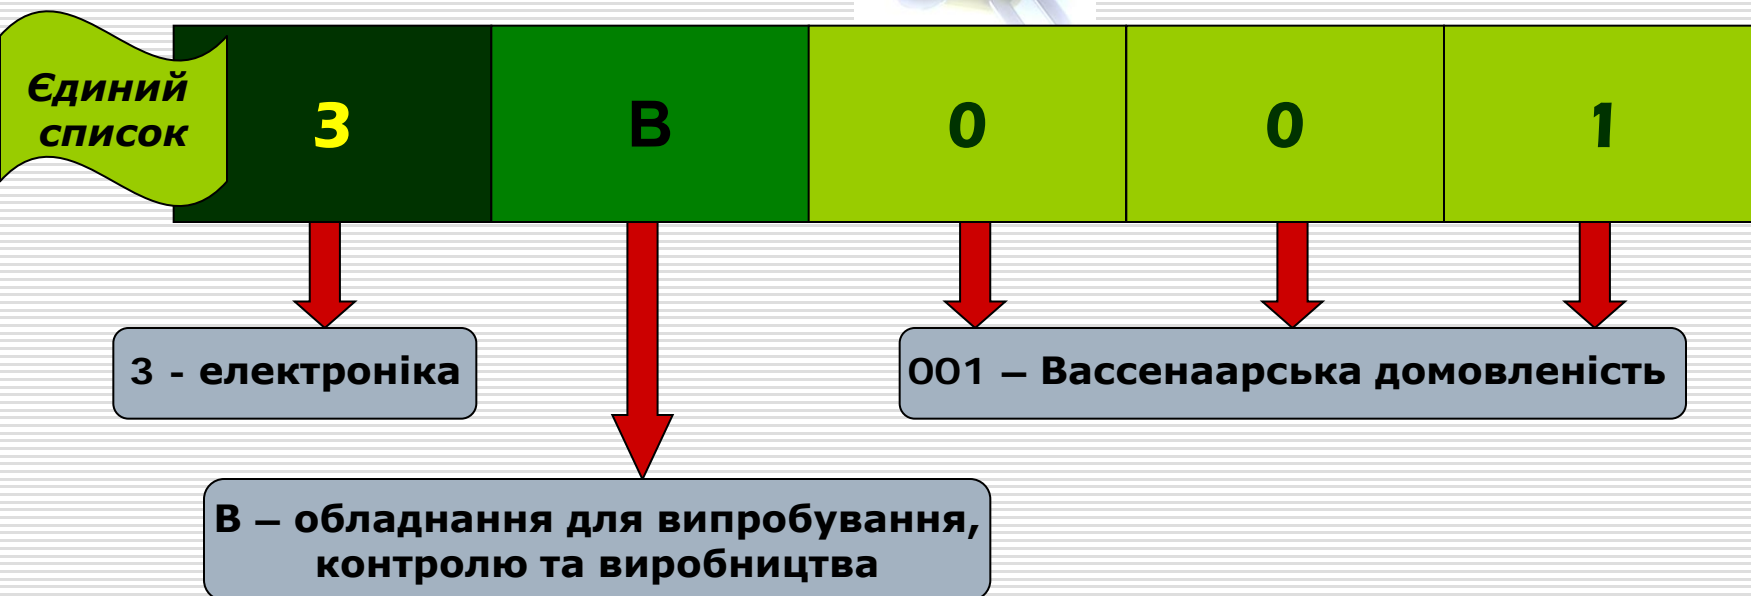 Єдиний
список
3
В
0
0
1
3 - електроніка
001 – Вассенаарська домовленість
В – обладнання для випробування,
контролю та виробництва